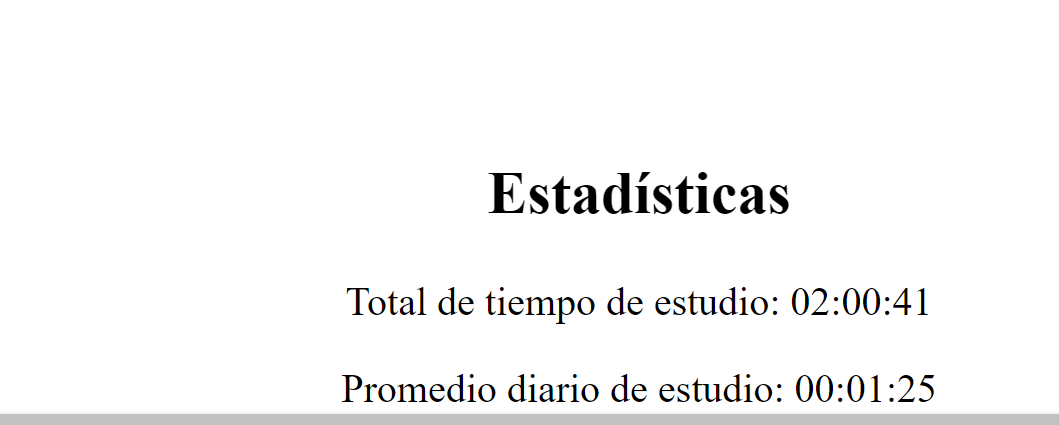 Estadísticas
Total de tiempo de estudio: 02:00:41
Promedio diario de estudio: 00:01:25